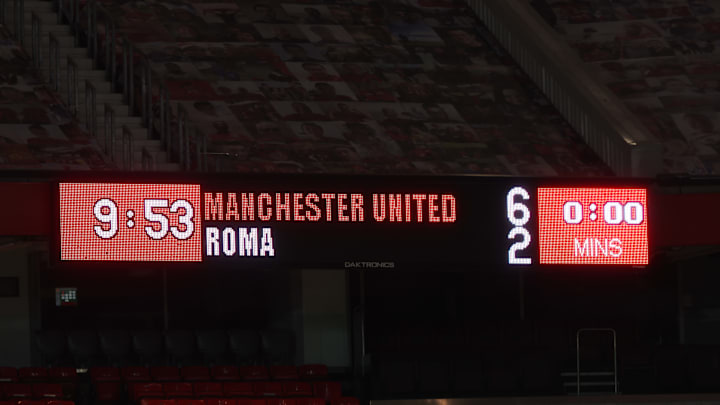 9:53
MANCHESTER UNITED 6
ROMA 2
0:00
MINS
DAKTRONICS